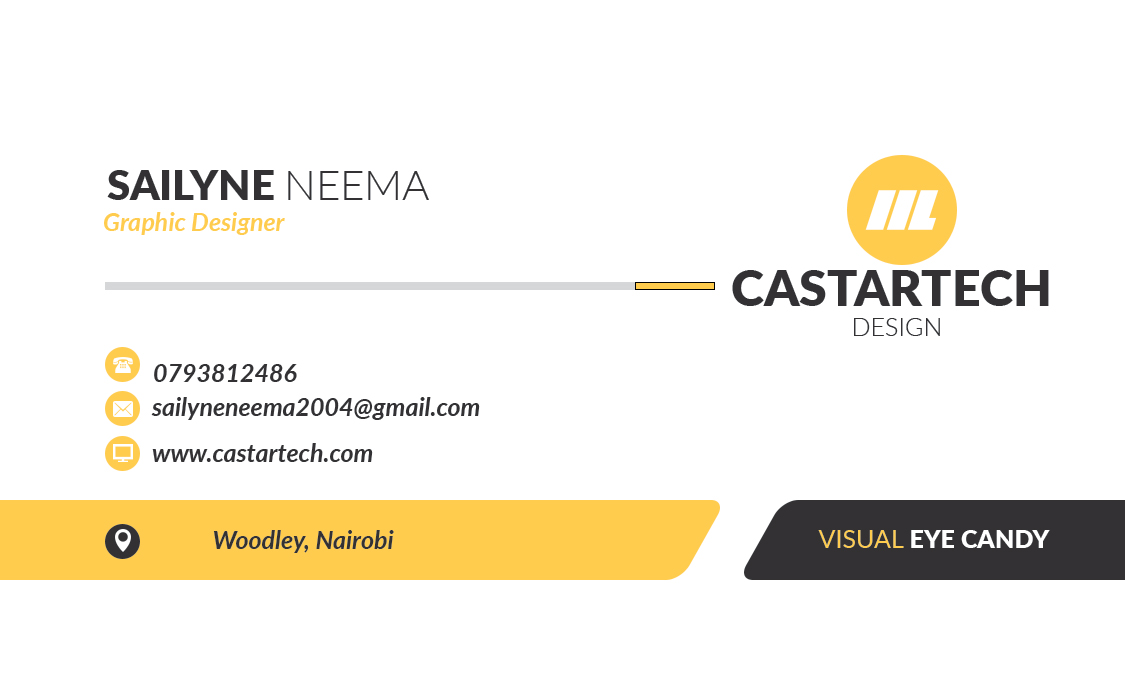 SAILYNE NEEMA
Graphic Designer
CASTARTECH
DESIGN
0793812486
sailyneneema2004@gmail.com
www.castartech.com
Woodley, Nairobi
VISUAL EYE CANDY